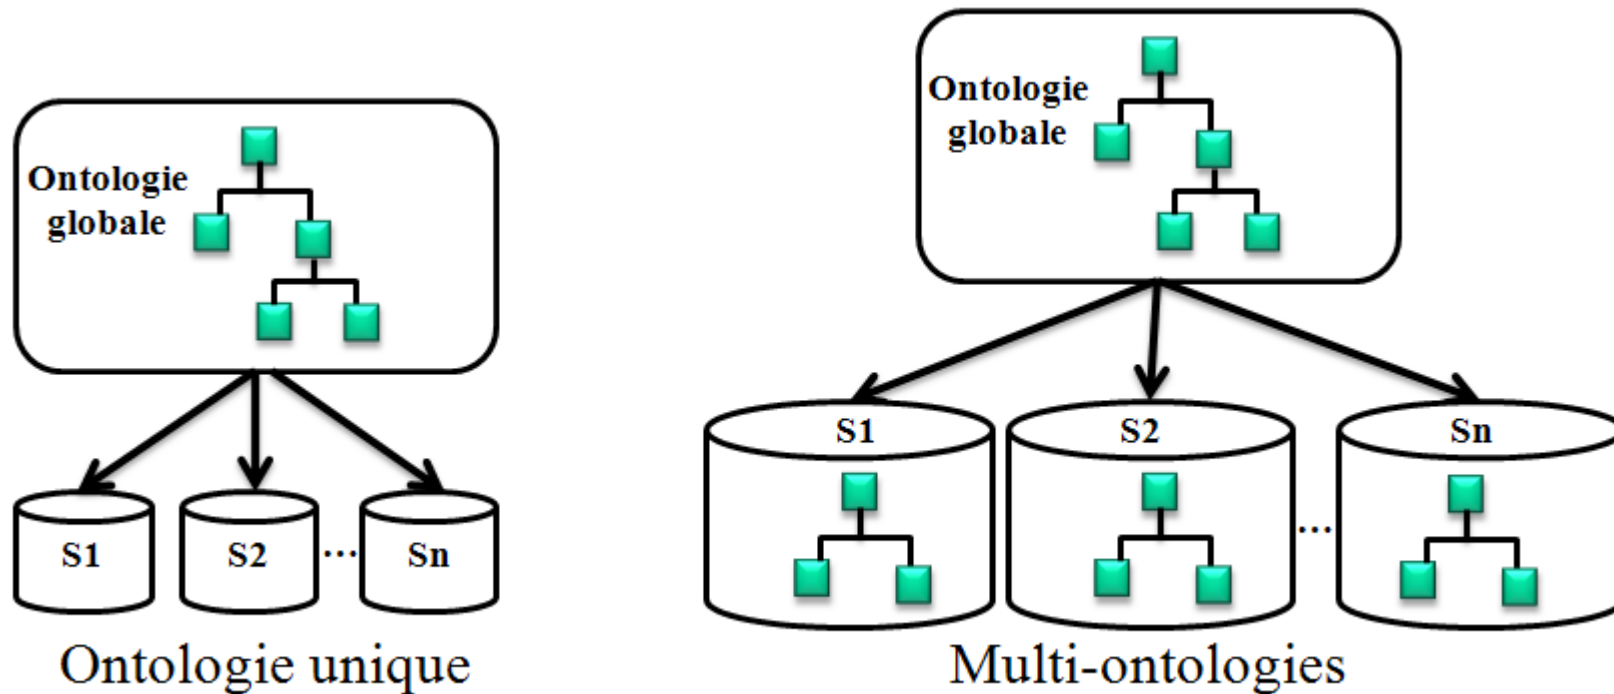 Ontologie
globale
S1
S2
...
Sn
Ontologie unique
Ontologie
globale
S1
S2
Sn
...
Multi-ontologies